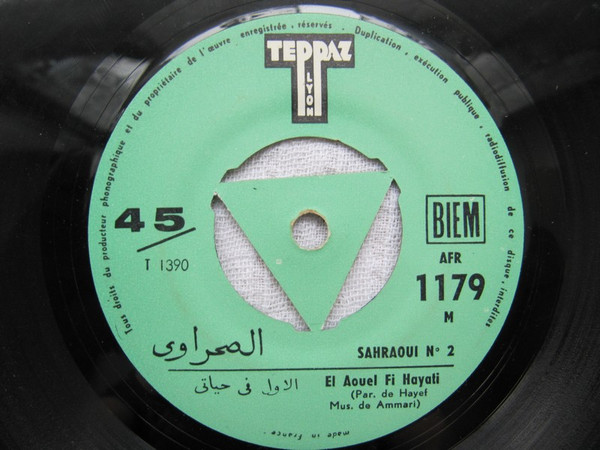 Tous droits du producteur phonographique et du propriétaire de l'œuvre enregistrée . réservés . Duplication . exécution publique . radiodiffusion de ce disque . interdites
TEPPAZ
LYON
45
T 1390
BIEM
AFR
1179
M
الصحراوى
SAHRAOUI N° 2
الاول فى حياتى
El Aouel Fi Hayati
(Par. de Hayef
Mus. de Ammari)
made in France .